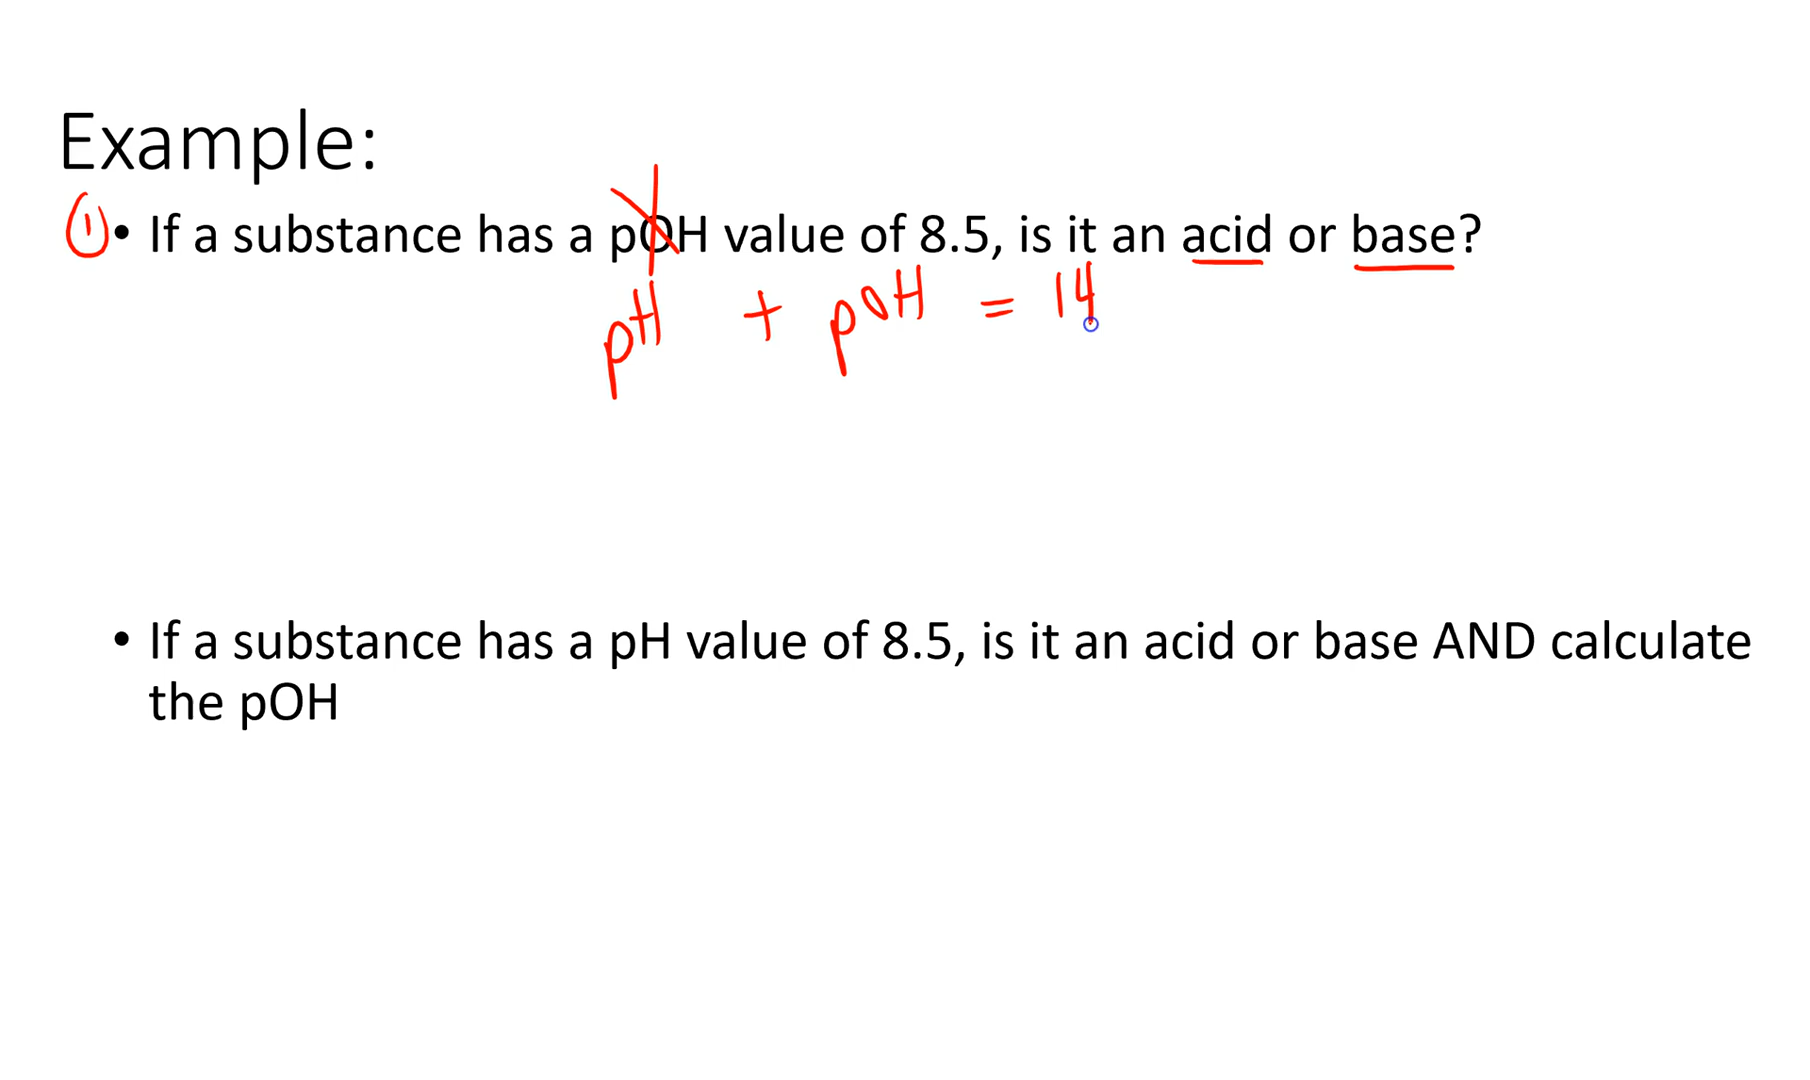 Example:
① • If a substance has a pOH value of 8.5, is it an acid or base?
pH + pOH = 14
• If a substance has a pH value of 8.5, is it an acid or base AND calculate
the pOH